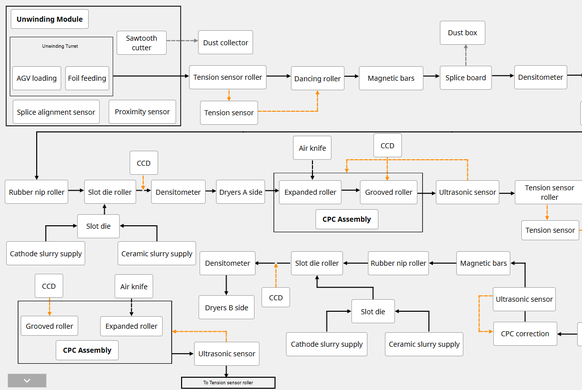 Unwinding Module
Unwinding Turret
AGV loading
Foil feeding
Sawtooth
cutter
Splice alignment sensor
Proximity sensor
Dust collector
Dust box
Tension sensor roller
Dancing roller
Magnetic bars
Splice board
Densitometer
Tension sensor
Air knife
CCD
CCD
Rubber nip roller
Slot die roller
Densitometer
Dryers A side
Expanded roller
Grooved roller
Ultrasonic sensor
Tension sensor
roller
CPC Assembly
Slot die
Tension sensor
Cathode slurry supply
Ceramic slurry supply
Densitometer
Slot die roller
Rubber nip roller
Magnetic bars
CCD
Air knife
CCD
Dryers B side
Ultrasonic sensor
Slot die
Grooved roller
Expanded roller
CPC correction
Cathode slurry supply
Ceramic slurry supply
CPC Assembly
Ultrasonic sensor
To Tension sensor roller